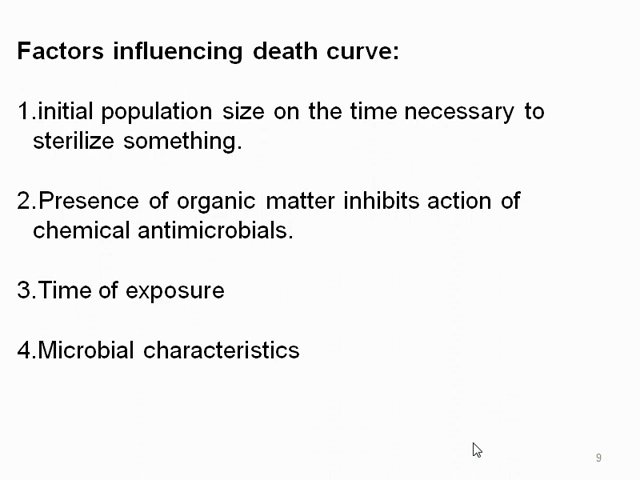 Factors influencing death curve:
1.initial population size on the time necessary to
sterilize something.
2.Presence of organic matter inhibits action of
chemical antimicrobials.
3.Time of exposure
4.Microbial characteristics
9